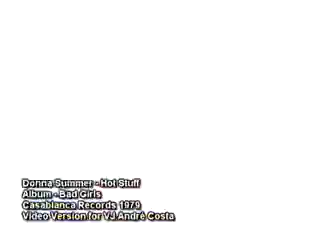 Donna Summer - Hot Stuff
Album - Bad Girls
Casablanca Records 1979
Video Version for VJ André Costa